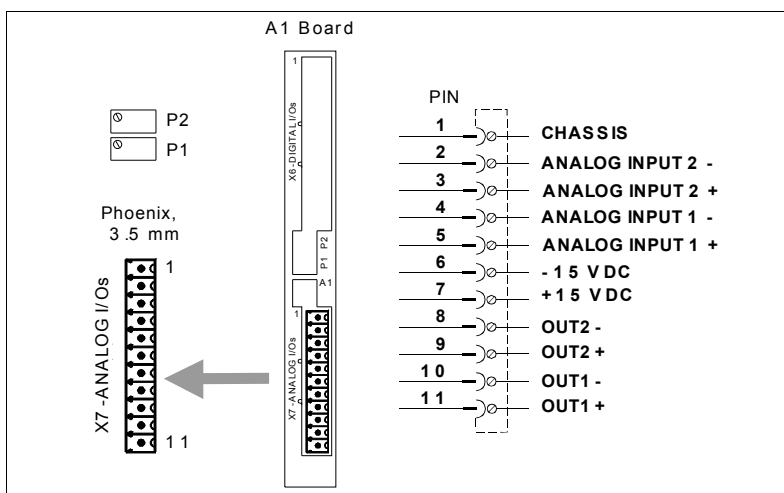 A1 Board
P2
P1
Phoenix,
3.5 mm
1
11
X7-ANALOG I/Os
1
X6-DIGITAL I/Os
P1 P2
A1
1
X7-ANALOG I/Os
PIN
1 CHASSIS
2 ANALOG INPUT 2 -
3 ANALOG INPUT 2 +
4 ANALOG INPUT 1 -
5 ANALOG INPUT 1 +
6 -15 VDC
7 +15 VDC
8 OUT2 -
9 OUT2 +
10 OUT1 -
11 OUT1 +